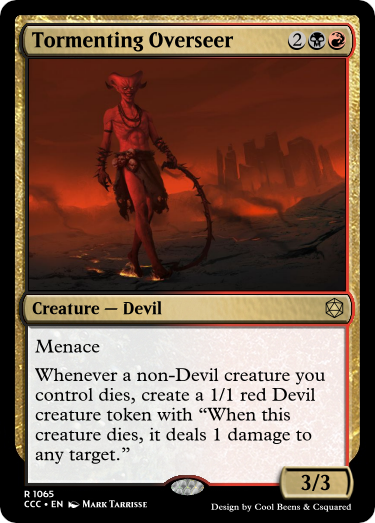 Tormenting Overseer 2
Creature — Devil
Menace
Whenever a non-Devil creature you
control dies, create a 1/1 red Devil
creature token with “When this
creature dies, it deals 1 damage to
any target.”
3/3
R 1065
CCC • EN Mark Tarrisse
Design by Cool Beens & Csquared